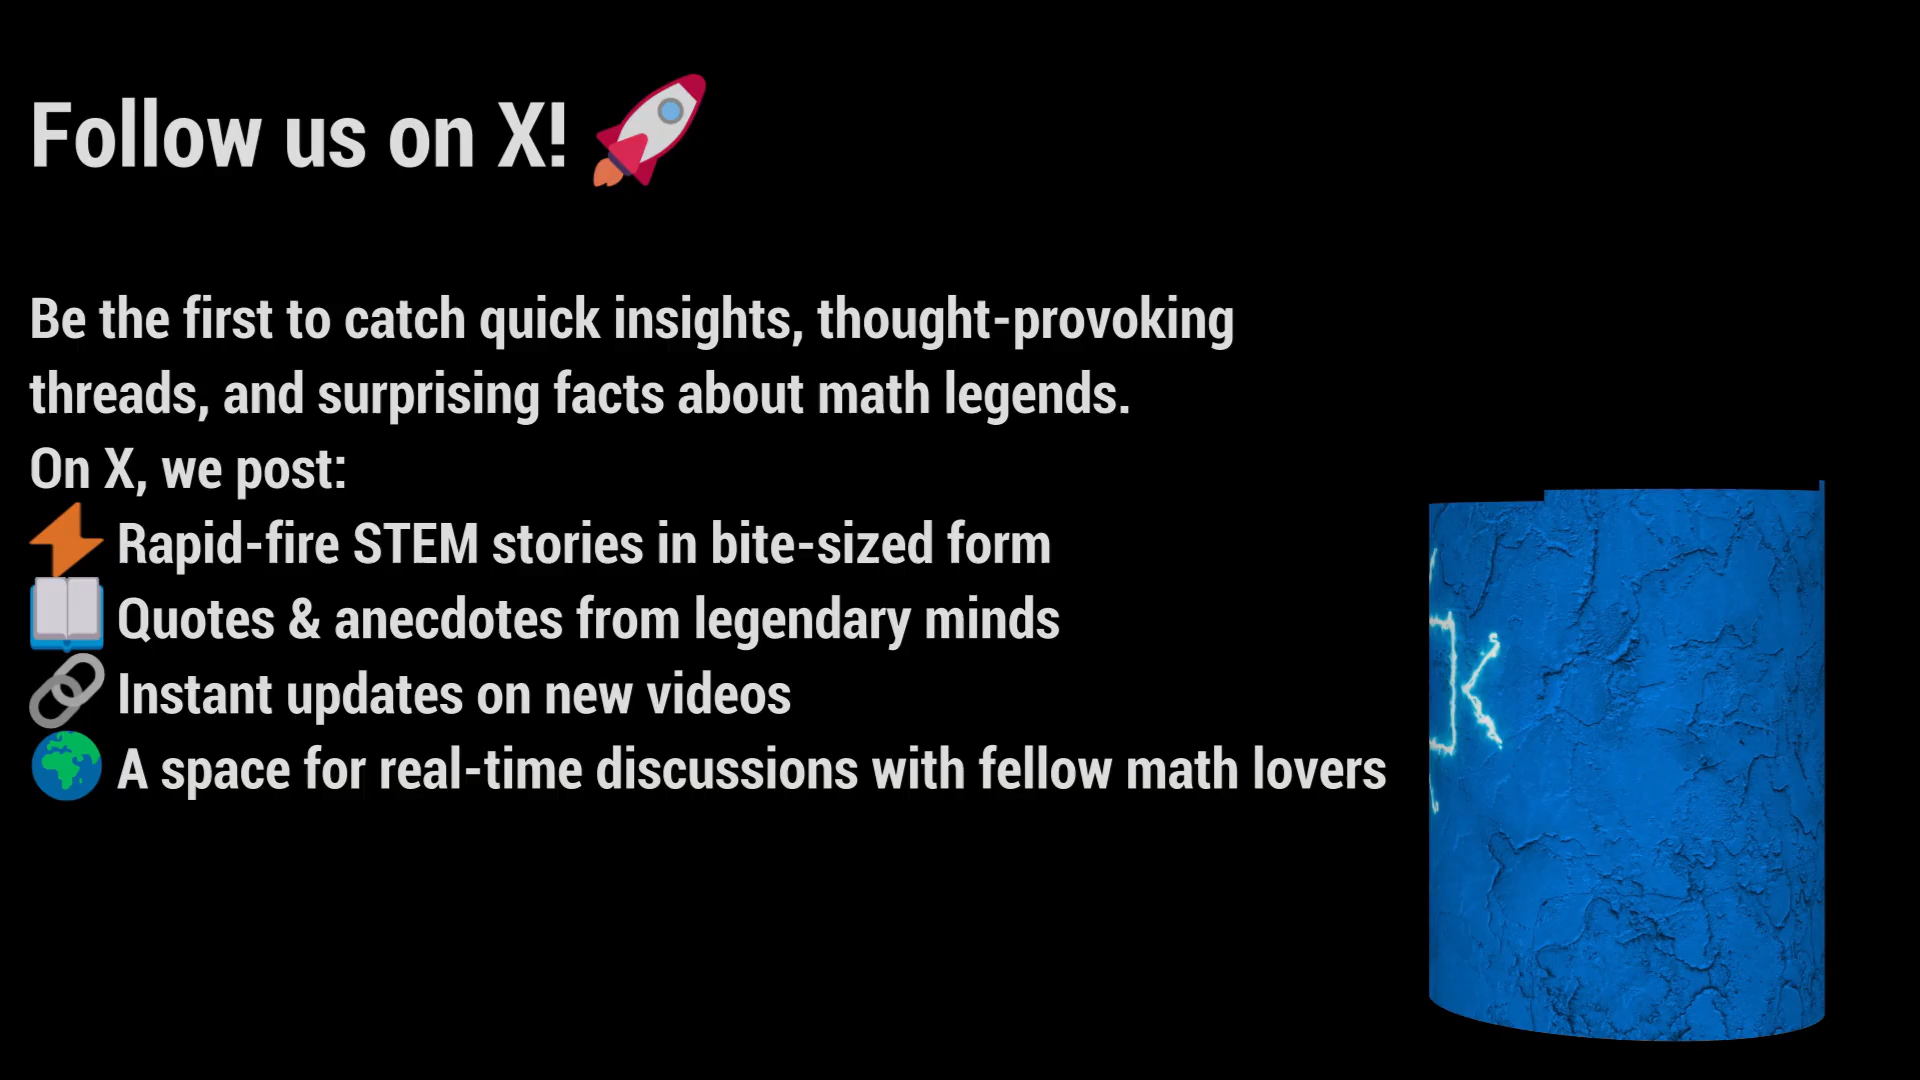 Follow us on X! 🚀
Be the first to catch quick insights, thought-provoking
threads, and surprising facts about math legends.
On X, we post:
⚡ Rapid-fire STEM stories in bite-sized form
📖 Quotes & anecdotes from legendary minds
🔗 Instant updates on new videos
🌍 A space for real-time discussions with fellow math lovers